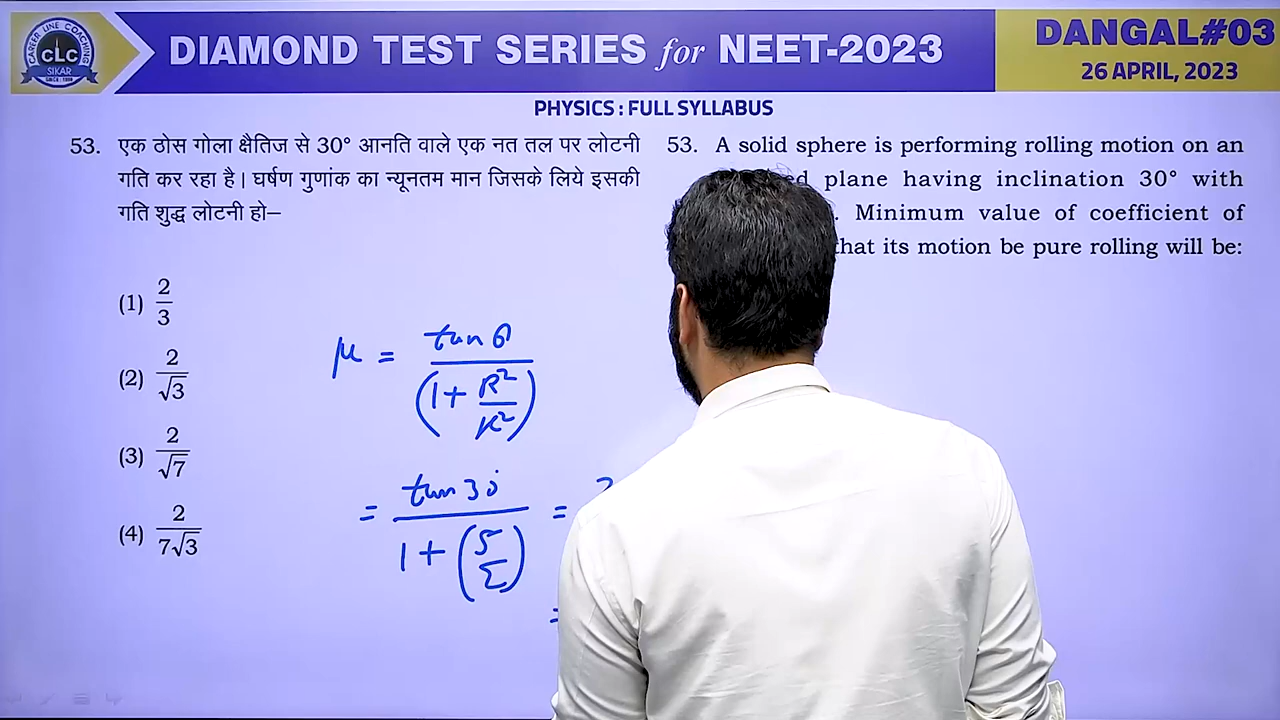 CAREER LINE COACHING
CLC
SIKAR
SINCE : 1996
DIAMOND TEST SERIES for NEET-2023
DANGAL#03
26 APRIL, 2023
PHYSICS : FULL SYLLABUS
53. एक ठोस गोला क्षैतिज से 30° आनति वाले एक नत तल पर लोटनी
गति कर रहा है। घर्षण गुणांक का न्यूनतम मान जिसके लिये इसकी
गति शुद्ध लोटनी हो–
(1) 2/3
(2) 2/√3
(3) 2/√7
(4) 2/7√3
53. A solid sphere is performing rolling motion on an
plane having inclination 30° with
. Minimum value of coefficient of
that its motion be pure rolling will be:
μ = tan θ / (1 + R²/K²)
= tan 30 / 1 + (5/2) =
=